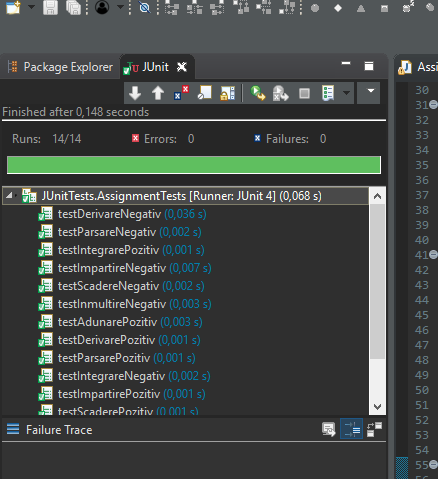 Package Explorer JUnit Assi
Finished after 0,148 seconds
Runs: 14/14 Errors: 0 Failures: 0
JUnitTests.AssignmentTests [Runner: JUnit 4] (0,068 s)
testDerivareNegativ (0,036 s)
testParsareNegativ (0,002 s)
testIntegrarePozitiv (0,001 s)
testImpartireNegativ (0,007 s)
testScadereNegativ (0,002 s)
testInmultireNegativ (0,003 s)
testAdunarePozitiv (0,003 s)
testDerivarePozitiv (0,001 s)
testParsarePozitiv (0,001 s)
testIntegrareNegativ (0,002 s)
testImpartirePozitiv (0,001 s)
testScaderePozitiv (0,001 s)
Failure Trace
30
31
32
33
34
35
36
37
38
39
40
41
42
43
44
45
46
47
48
49
50
51
52
53
54
55
56